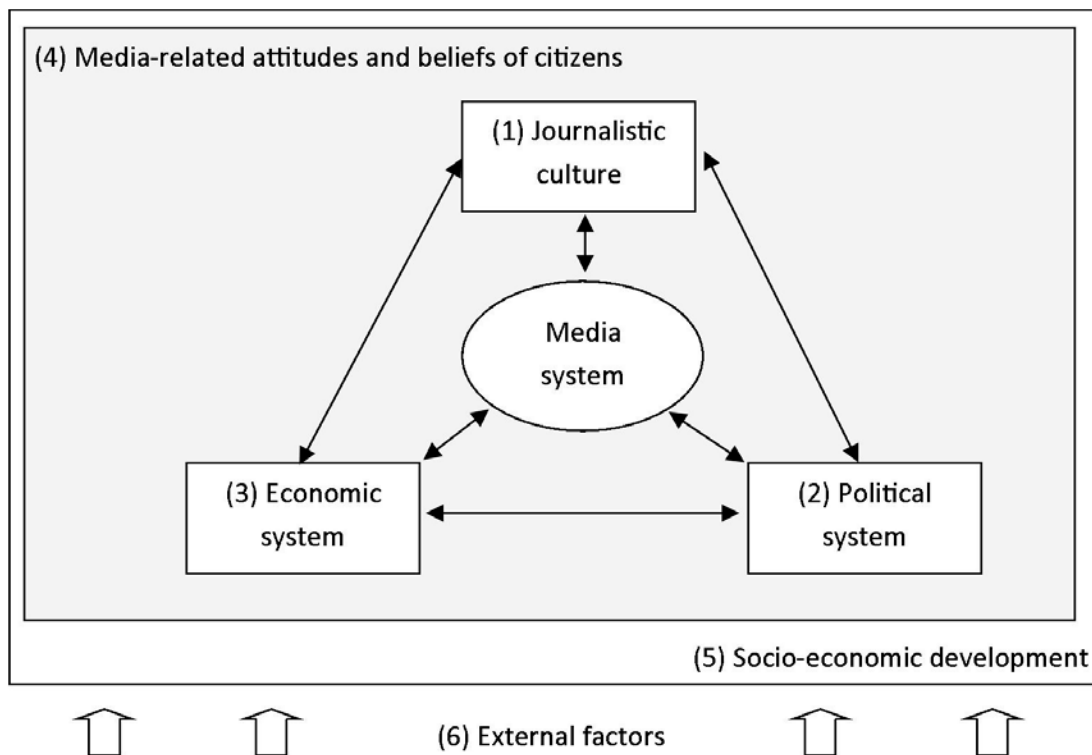 (4) Media-related attitudes and beliefs of citizens
(1) Journalistic
culture
Media
system
(3) Economic
system
(2) Political
system
(5) Socio-economic development
(6) External factors